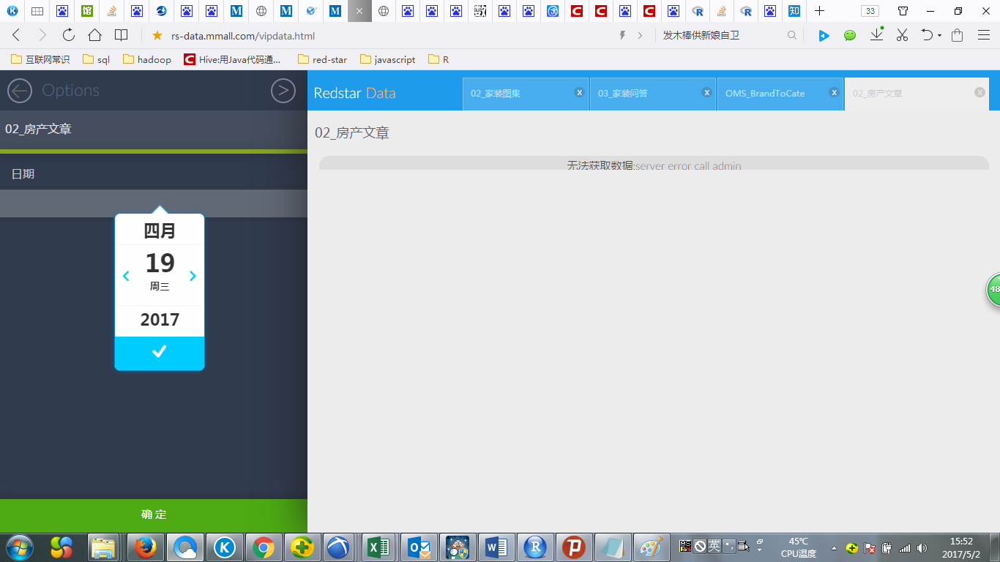 33
rs-data.mmall.com/vipdata.html
发木棒供新娘自卫
互联网常识
sql
hadoop
Hive:用Java代码通...
red-star
javascript
R
Options
Redstar Data
02_家装图集
03_家装问答
OMS_BrandToCate
02_房产文章
02_房产文章
02_房产文章
无法获取数据:server error call admin
日期
四月
19
周三
2017
48
确 定
英
45℃
CPU温度
15:52
2017/5/2